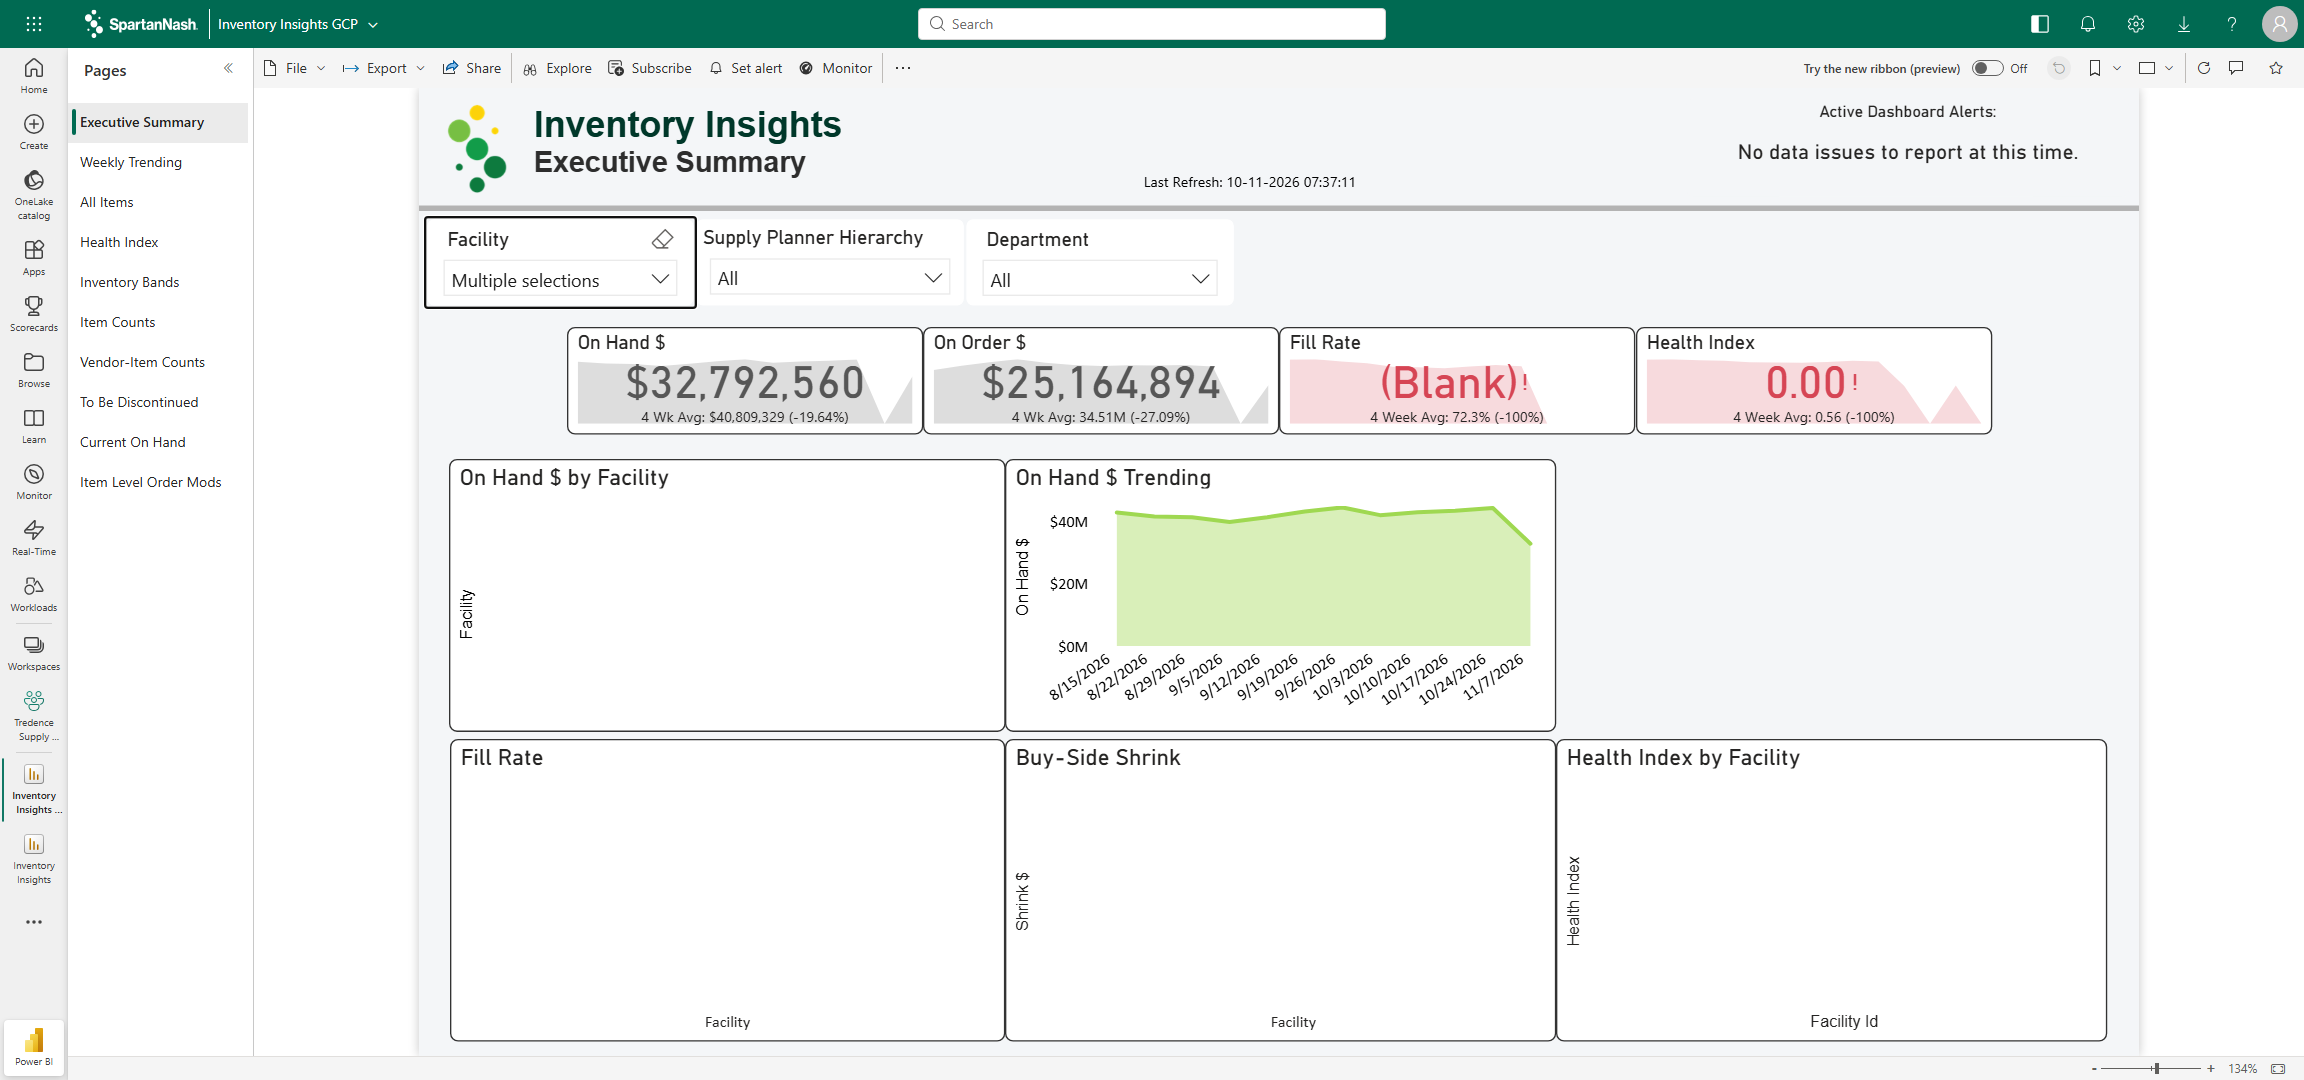 SpartanNash
Inventory Insights GCP
Search
Home
Create
OneLake
catalog
Apps
Scorecards
Browse
Learn
Monitor
Real-Time
Workloads
Workspaces
Tredence
Supply ...
Inventory
Insights ...
Inventory
Insights
Power BI
Pages
Executive Summary
Weekly Trending
All Items
Health Index
Inventory Bands
Item Counts
Vendor-Item Counts
To Be Discontinued
Current On Hand
Item Level Order Mods
File
Export
Share
Explore
Subscribe
Set alert
Monitor
Try the new ribbon (preview)
Off
Inventory Insights
Executive Summary
Last Refresh: 10-11-2026 07:37:11
Active Dashboard Alerts:
No data issues to report at this time.
Facility
Multiple selections
Supply Planner Hierarchy
All
Department
All
On Hand $
$32,792,560
4 Wk Avg: $40,809,329 (-19.64%)
On Order $
$25,164,894
4 Wk Avg: 34.51M (-27.09%)
Fill Rate
(Blank)!
4 Week Avg: 72.3% (-100%)
Health Index
0.00!
4 Week Avg: 0.56 (-100%)
On Hand $ by Facility
Facility
On Hand $ Trending
On Hand $
$40M
$20M
$0M
8/15/2026
8/22/2026
8/29/2026
9/5/2026
9/12/2026
9/19/2026
9/26/2026
10/3/2026
10/10/2026
10/17/2026
10/24/2026
11/7/2026
Fill Rate
Facility
Buy-Side Shrink
Shrink $
Facility
Health Index by Facility
Health Index
Facility Id
- + 134%